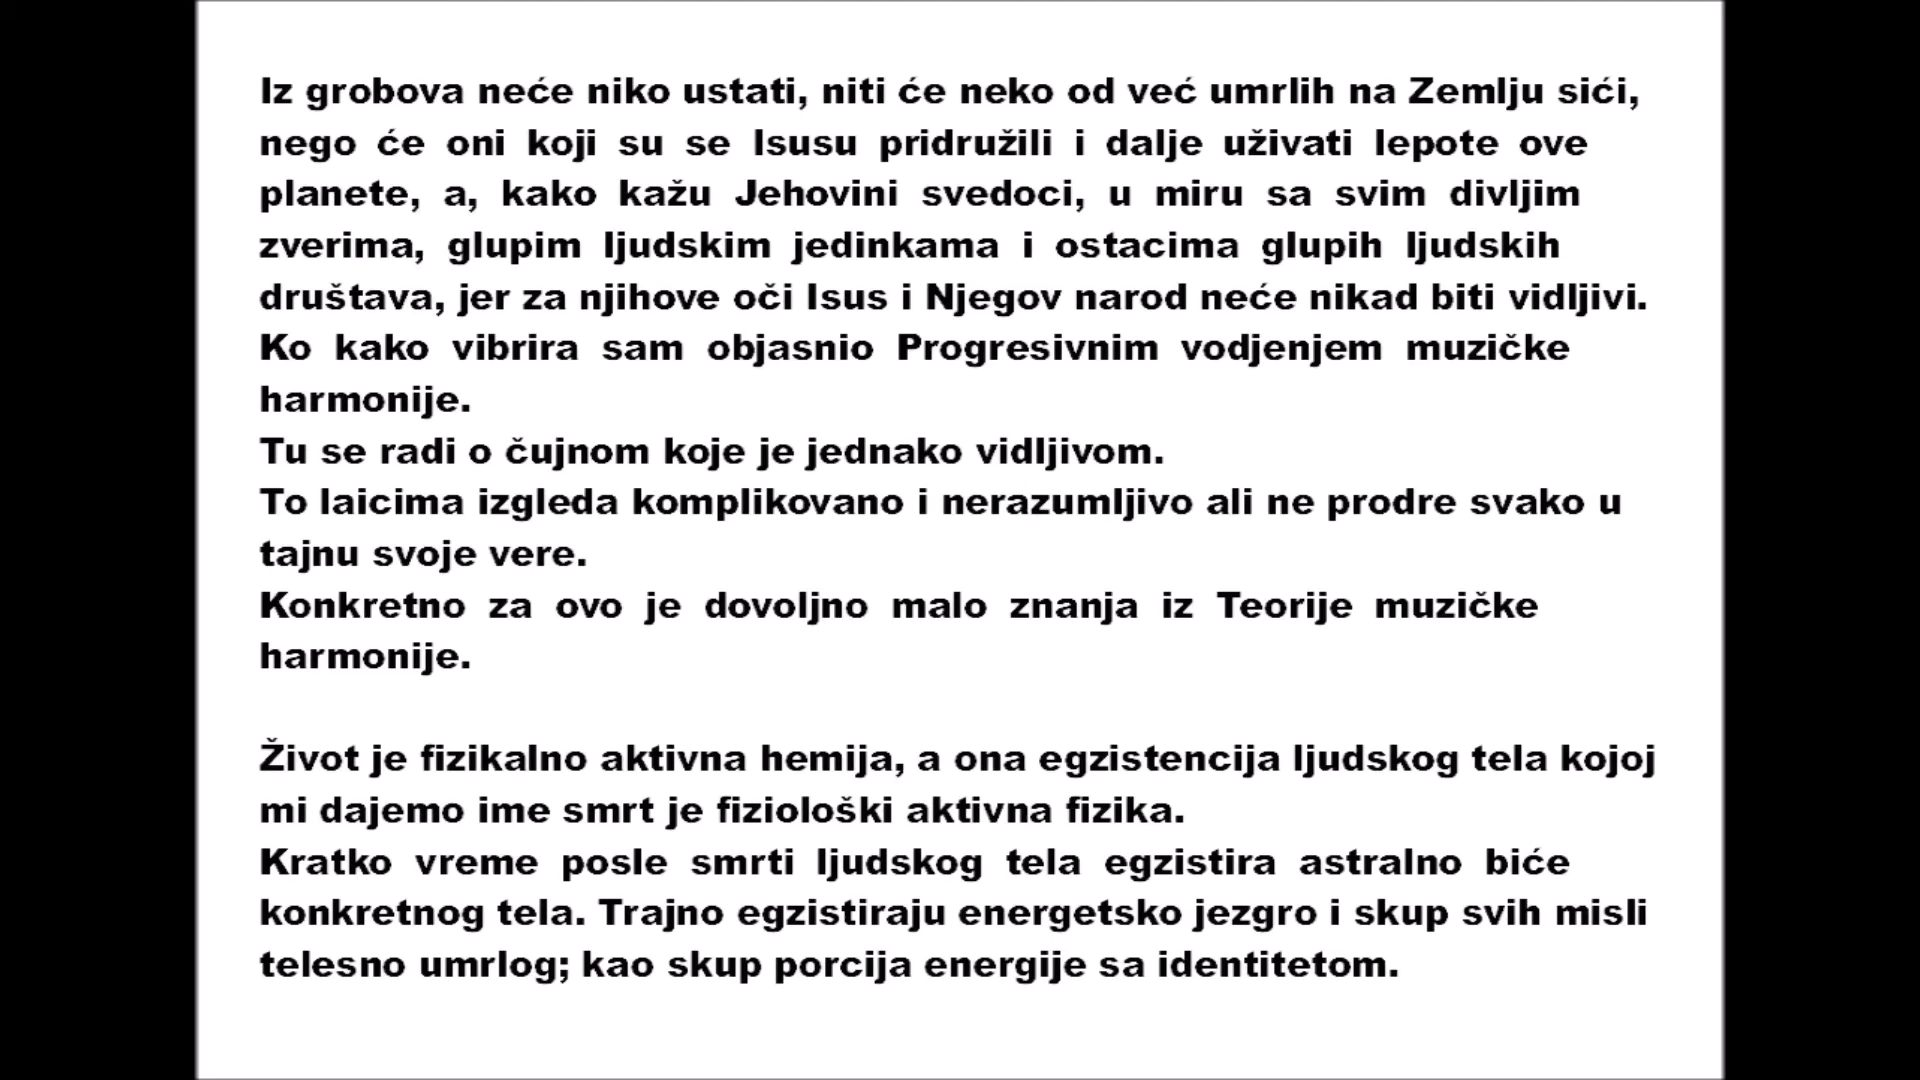 Iz grobova neće niko ustati, niti će neko od već umrlih na Zemlju sići,
nego će oni koji su se Isusu pridružili i dalje uživati lepote ove
planete, a, kako kažu Jehovini svedoci, u miru sa svim divljim
zverima, glupim ljudskim jedinkama i ostacima glupih ljudskih
društava, jer za njihove oči Isus i Njegov narod neće nikad biti vidljivi.
Ko kako vibrira sam objasnio Progresivnim vodjenjem muzičke
harmonije.
Tu se radi o čujnom koje je jednako vidljivom.
To laicima izgleda komplikovano i nerazumljivo ali ne prodre svako u
tajnu svoje vere.
Konkretno za ovo je dovoljno malo znanja iz Teorije muzičke
harmonije.
Život je fizikalno aktivna hemija, a ona egzistencija ljudskog tela kojoj
mi dajemo ime smrt je fiziološki aktivna fizika.
Kratko vreme posle smrti ljudskog tela egzistira astralno biće
konkretnog tela. Trajno egzistiraju energetsko jezgro i skup svih misli
telesno umrlog; kao skup porcija energije sa identitetom.